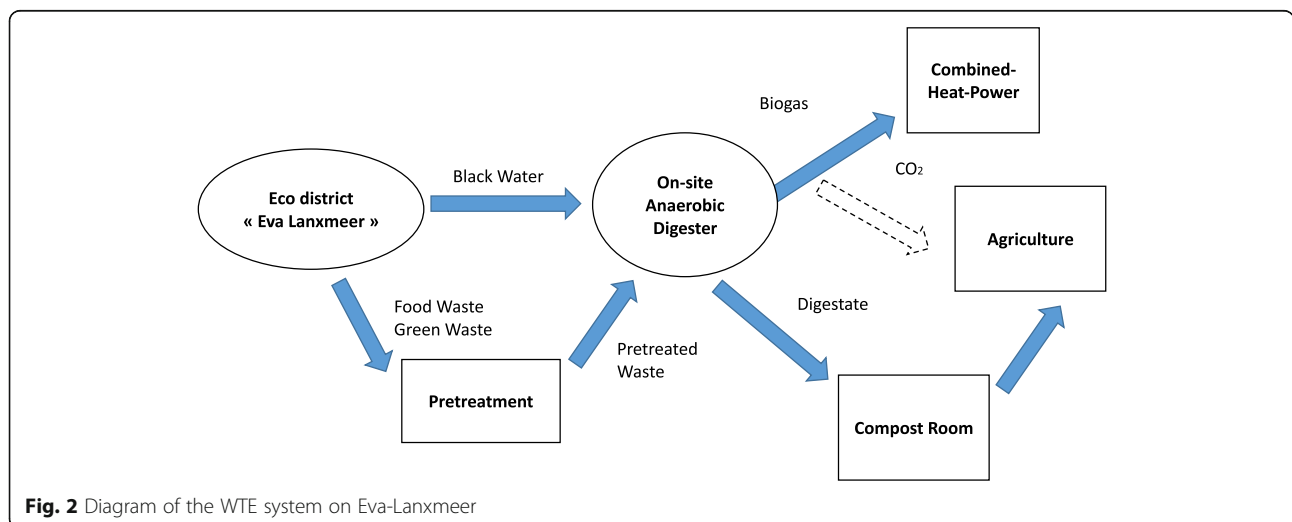 Combined-
Heat-Power
Biogas
CO₂
Eco district
« Eva Lanxmeer »
Black Water
On-site
Anaerobic
Digester
Agriculture
Food Waste
Green Waste
Digestate
Pretreated
Waste
Pretreatment
Compost Room
Fig. 2 Diagram of the WTE system on Eva-Lanxmeer